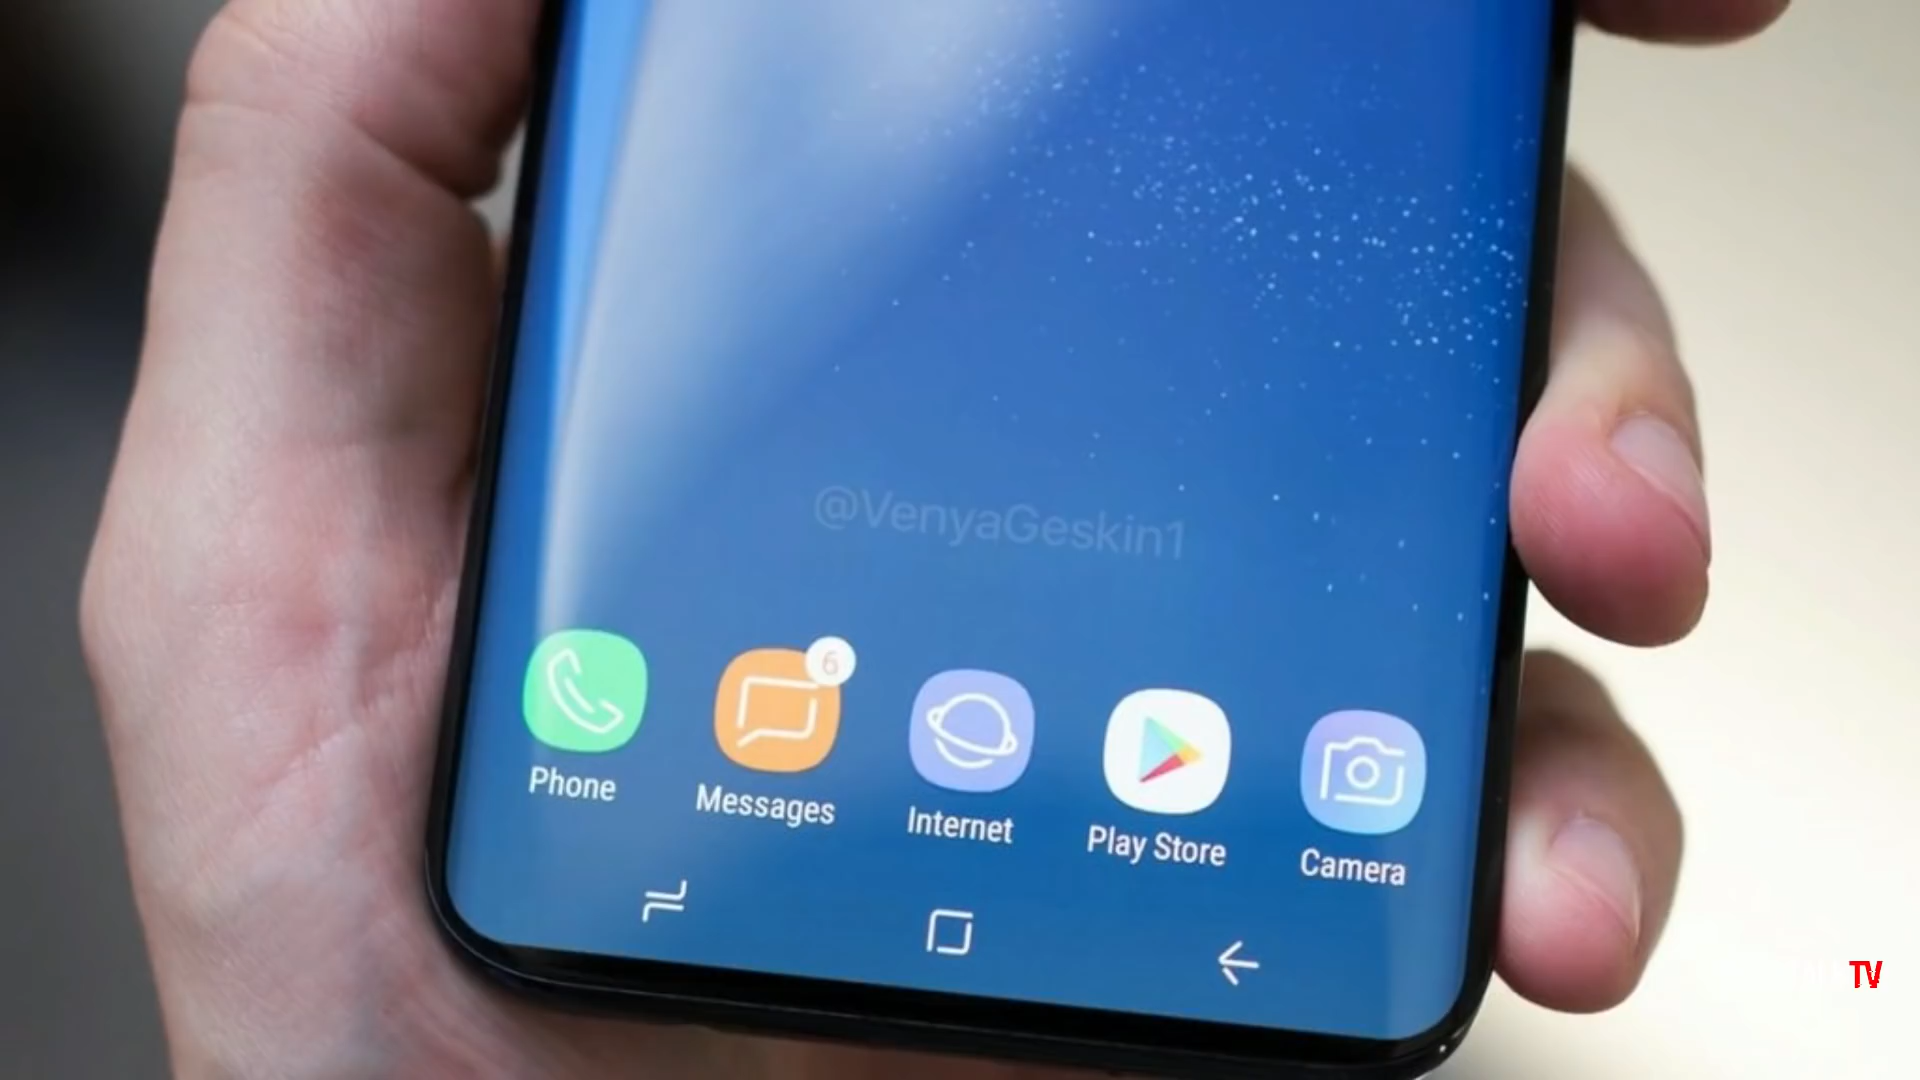 @VenyaGeskin1
6
Phone
Messages
Internet
Play Store
Camera
TV